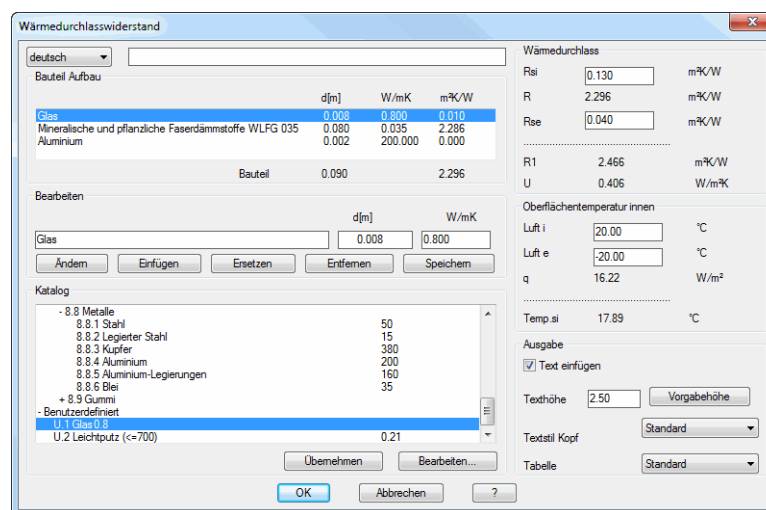 Wärmedurchlasswiderstand
deutsch
Bauteil Aufbau
d[m] W/mK m²K/W
Glas 0.008 0.800 0.010
Mineralische und pflanzliche Faserdämmstoffe WLFG 035 0.080 0.035 2.286
Aluminium 0.002 200.000 0.000
Bauteil 0.090 2.296
Bearbeiten
d[m] W/mK
Glas 0.008 0.800
Ändern Einfügen Ersetzen Entfernen Speichern
Katalog
- 8.8 Metalle
8.8.1 Stahl 50
8.8.2 Legierter Stahl 15
8.8.3 Kupfer 380
8.8.4 Aluminium 200
8.8.5 Aluminium-Legierungen 160
8.8.6 Blei 35
+ 8.9 Gummi
- Benutzerdefiniert
U.1 Glas0.8
U.2 Leichtputz (<=700) 0.21
Übernehmen Bearbeiten...
Wärmedurchlass
Rsi 0.130 m²K/W
R 2.296 m²K/W
Rse 0.040 m²K/W
R1 2.466 m²K/W
U 0.406 W/m²K
Oberflächentemperatur innen
Luft i 20.00 °C
Luft e -20.00 °C
q 16.22 W/m²
Temp.si 17.89 °C
Ausgabe
Text einfügen
Texthöhe 2.50 Vorgabehöhe
Textstil Kopf Standard
Tabelle Standard
OK Abbrechen ?